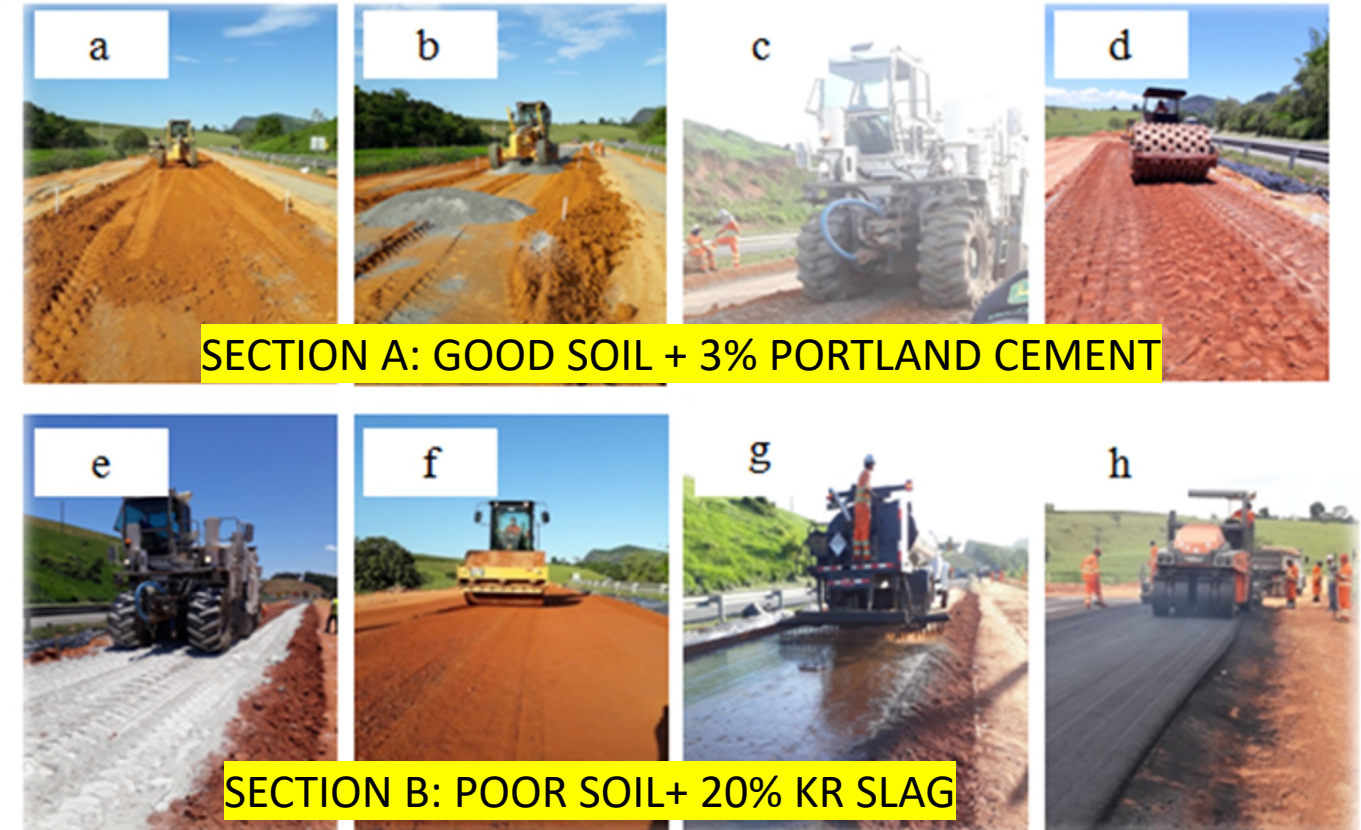 a
b
c
d
SECTION A: GOOD SOIL + 3% PORTLAND CEMENT
e
f
g
h
SECTION B: POOR SOIL+ 20% KR SLAG